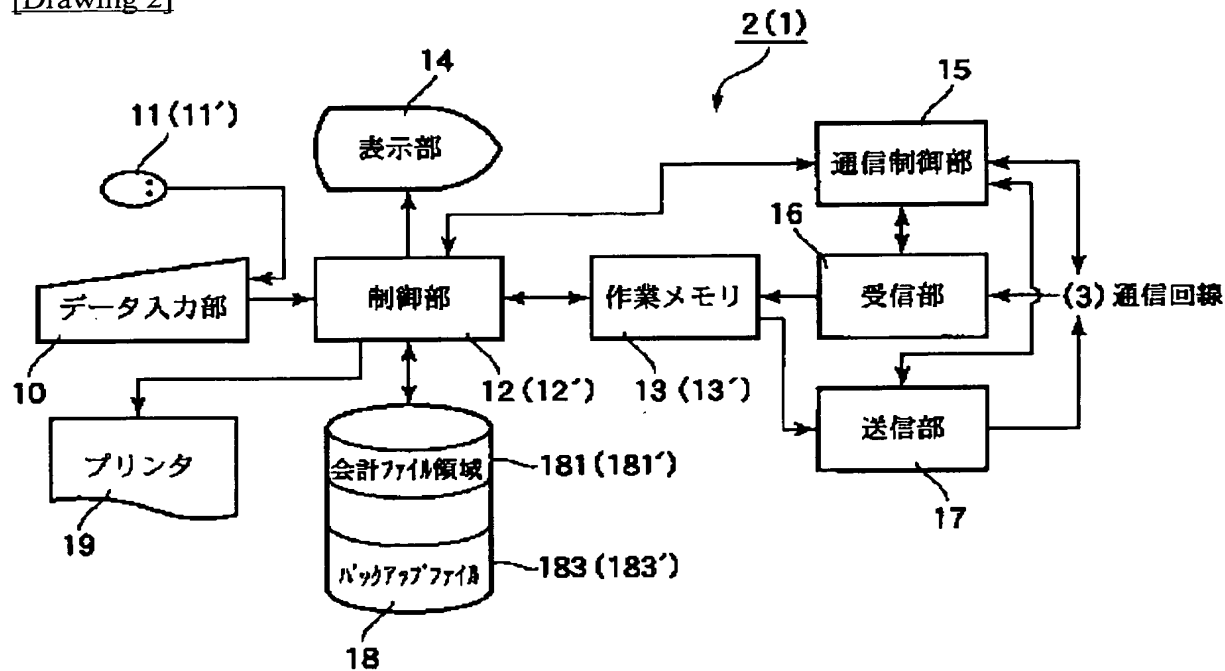 [Drawing 2]
2(1)
14
15
11(11´)
表示部
通信制御部
16
データ入力部
制御部
作業メモリ
受信部
(3)通信回線
10
12(12´)
13(13´)
送信部
プリンタ
会計ファイル領域
181(181´)
17
19
バックアップファイル
183(183´)
18